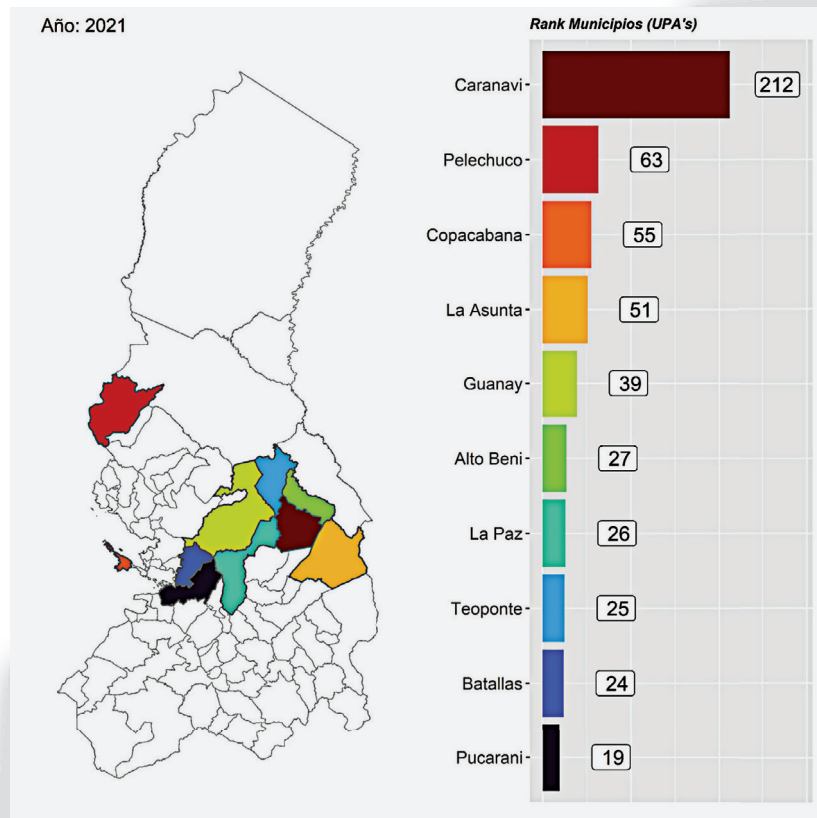 Año: 2021
Rank Municipios (UPA's)
Caranavi
212
Pelechuco
63
Copacabana
55
La Asunta
51
Guanay
39
Alto Beni
27
La Paz
26
Teoponte
25
Batallas
24
Pucarani
19